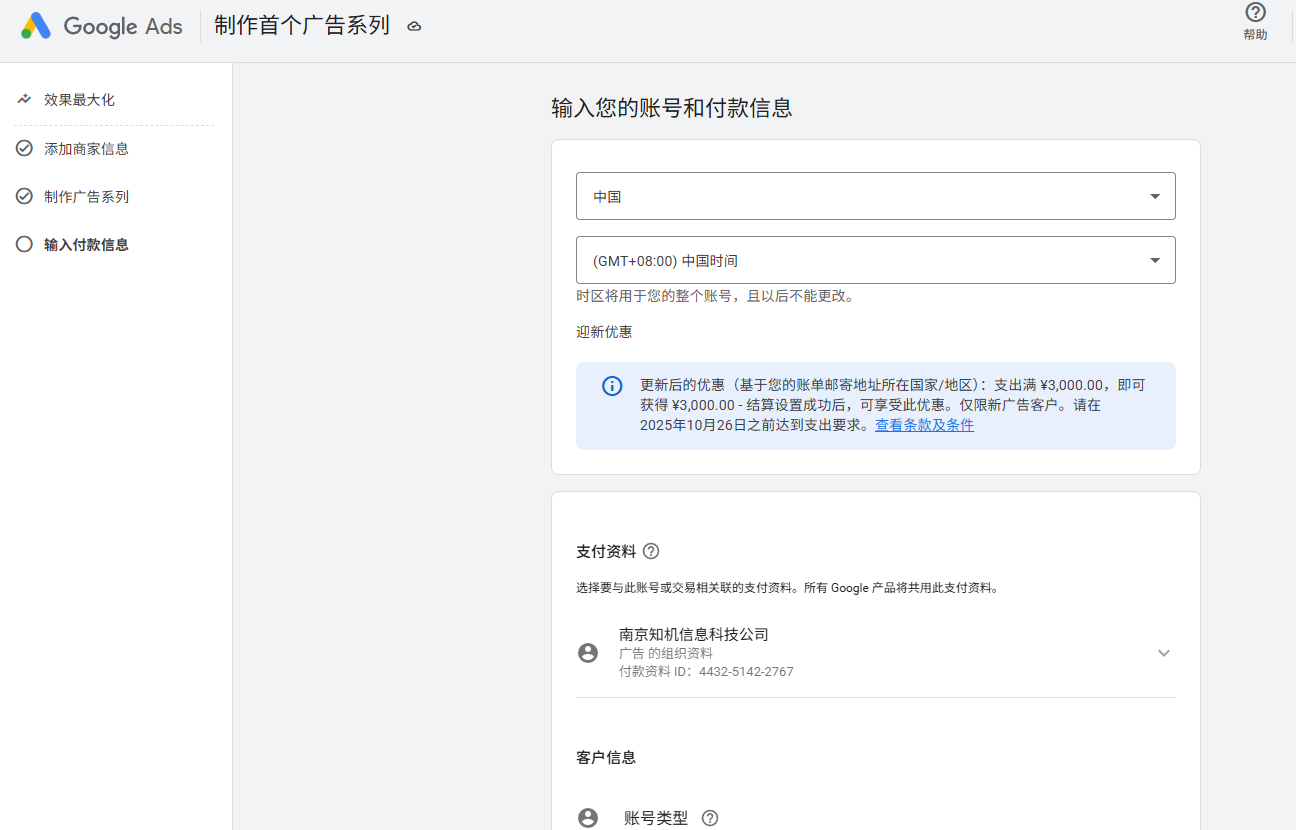 Google Ads 制作首个广告系列
帮助
效果最大化
添加商家信息
制作广告系列
输入付款信息
输入您的账号和付款信息
中国
(GMT+08:00) 中国时间
时区将用于您的整个账号，且以后不能更改。
迎新优惠
更新后的优惠（基于您的账单邮寄地址所在国家/地区）：支出满 ¥3,000.00，即可
获得 ¥3,000.00 - 结算设置成功后，可享受此优惠。仅限新广告客户。请在
2025年10月26日之前达到支出要求。查看条款及条件
支付资料
选择要与此账号或交易相关联的支付资料。所有 Google 产品将共用此支付资料。
南京知机信息科技公司
广告 的组织资料
付款资料 ID：4432-5142-2767
客户信息
账号类型